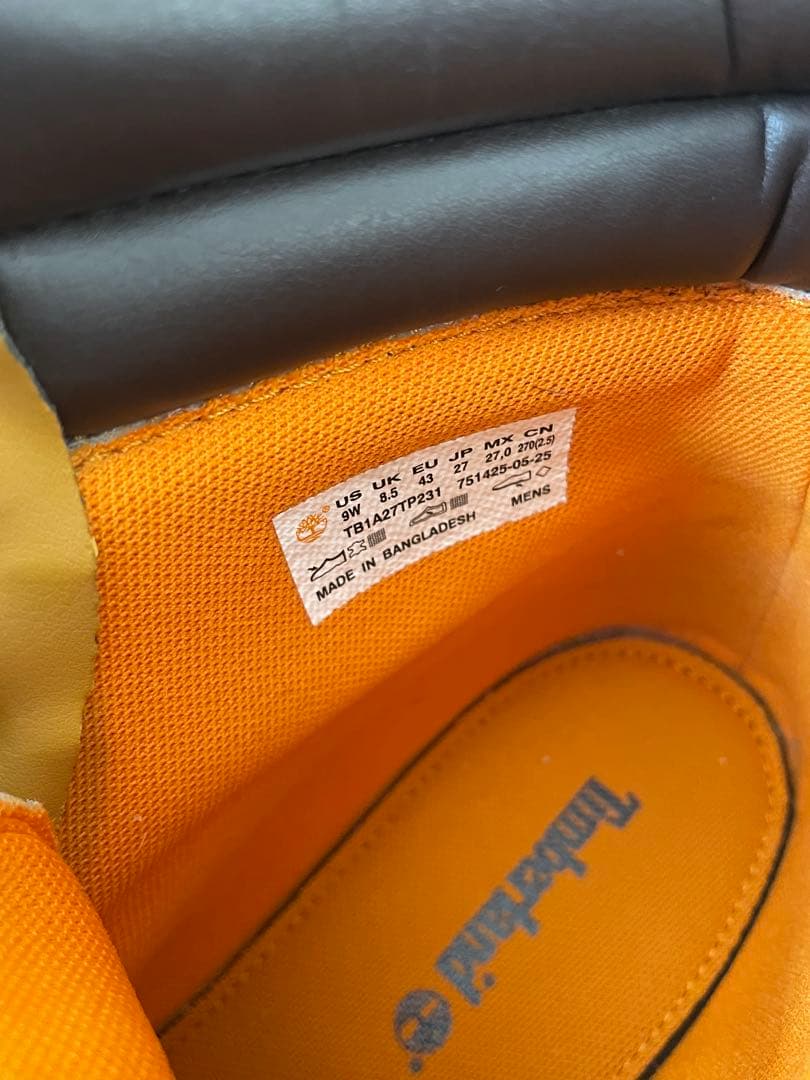 US UK EU JP MX CN
9W 8.5 43 27 27,0 270(2.5)
TB1A27TP231 751425-05-25
MADE IN BANGLADESH MENS
Timberland